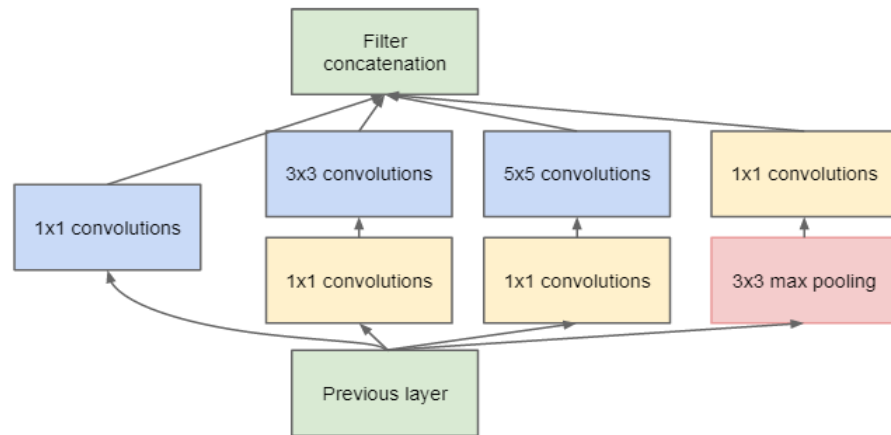 Filter
concatenation
3x3 convolutions
5x5 convolutions
1x1 convolutions
1x1 convolutions
1x1 convolutions
1x1 convolutions
3x3 max pooling
Previous layer